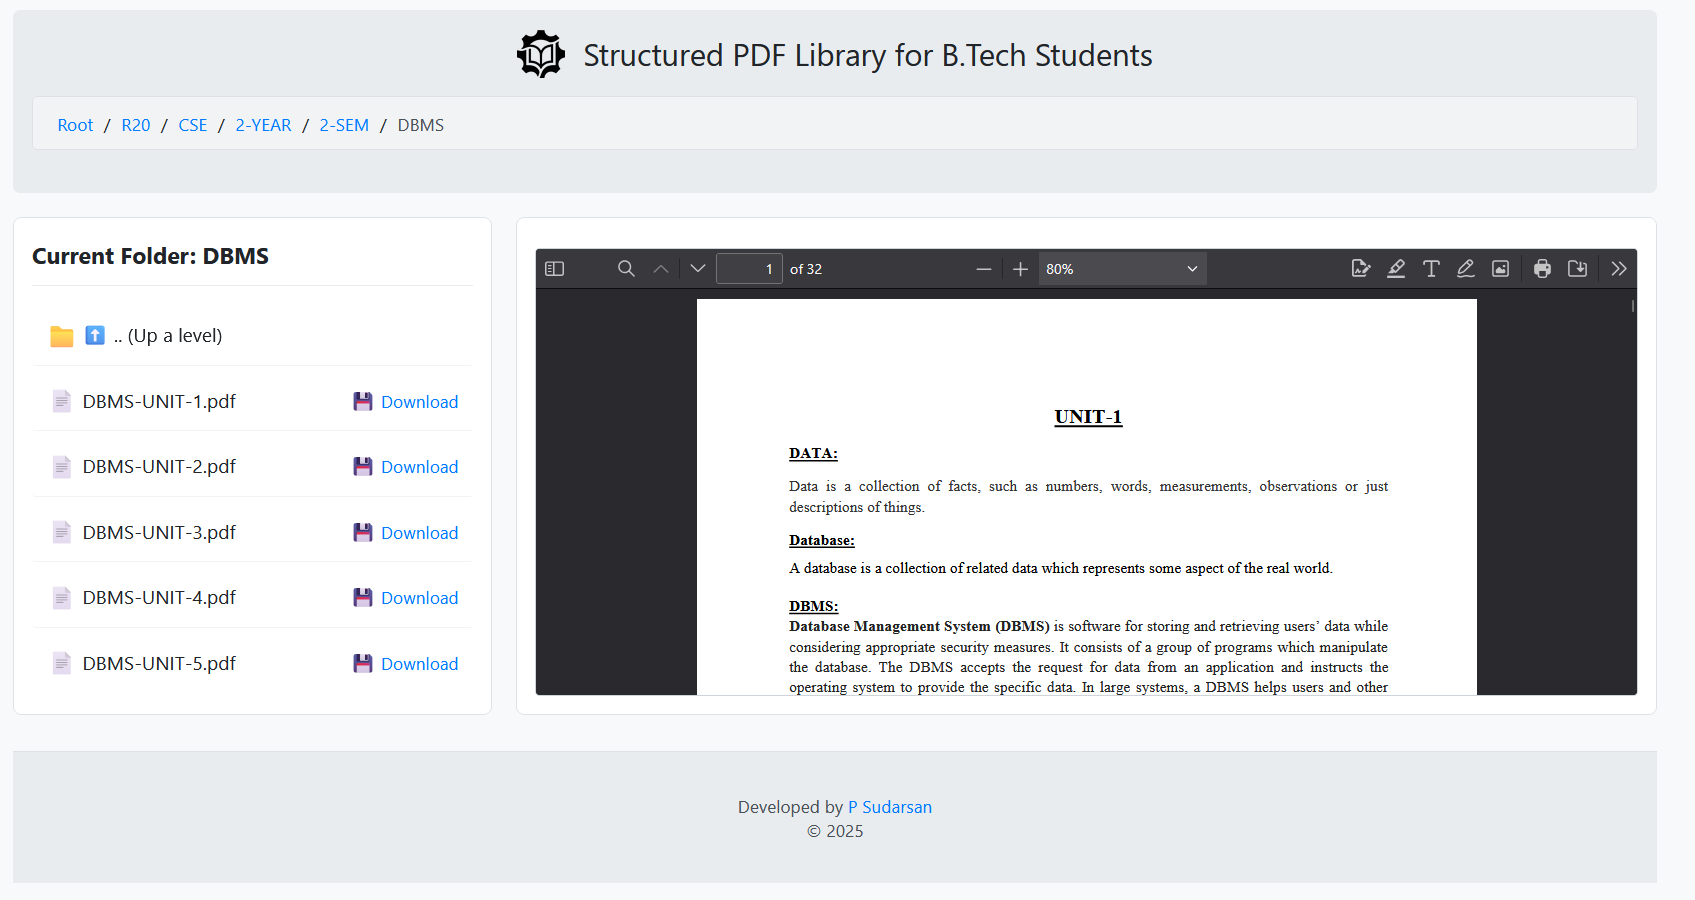 Structured PDF Library for B.Tech Students
Root / R20 / CSE / 2-YEAR / 2-SEM / DBMS
Current Folder: DBMS
.. (Up a level)
DBMS-UNIT-1.pdf Download
DBMS-UNIT-2.pdf Download
DBMS-UNIT-3.pdf Download
DBMS-UNIT-4.pdf Download
DBMS-UNIT-5.pdf Download
1 of 32 80%
UNIT-1
DATA:
Data is a collection of facts, such as numbers, words, measurements, observations or just
descriptions of things.
Database:
A database is a collection of related data which represents some aspect of the real world.
DBMS:
Database Management System (DBMS) is software for storing and retrieving users’ data while
considering appropriate security measures. It consists of a group of programs which manipulate
the database. The DBMS accepts the request for data from an application and instructs the
operating system to provide the specific data. In large systems, a DBMS helps users and other
Developed by P Sudarsan
© 2025